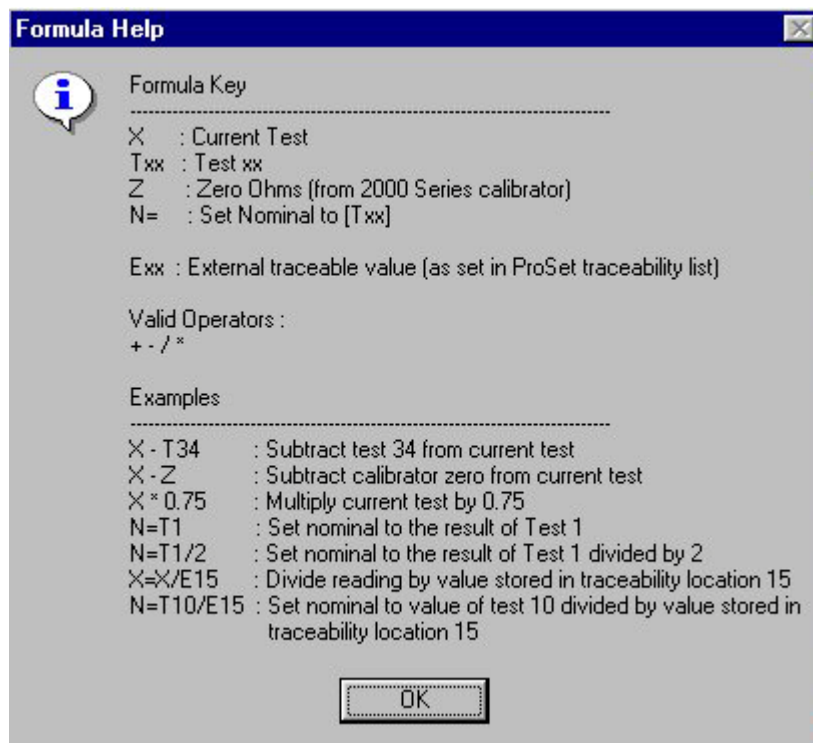 Formula Help
Formula Key
--------------------------------------------------------------------------------
X : Current Test
Txx : Test xx
Z : Zero Ohms (from 2000 Series calibrator)
N= : Set Nominal to [Txx]
Exx : External traceable value (as set in ProSet traceability list)
Valid Operators :
+ - / *
Examples
--------------------------------------------------------------------------------
X - T34 : Subtract test 34 from current test
X - Z : Subtract calibrator zero from current test
X * 0.75 : Multiply current test by 0.75
N=T1 : Set nominal to the result of Test 1
N=T1/2 : Set nominal to the result of Test 1 divided by 2
X=X/E15 : Divide reading by value stored in traceability location 15
N=T10/E15 : Set nominal to value of test 10 divided by value stored in
traceability location 15
OK